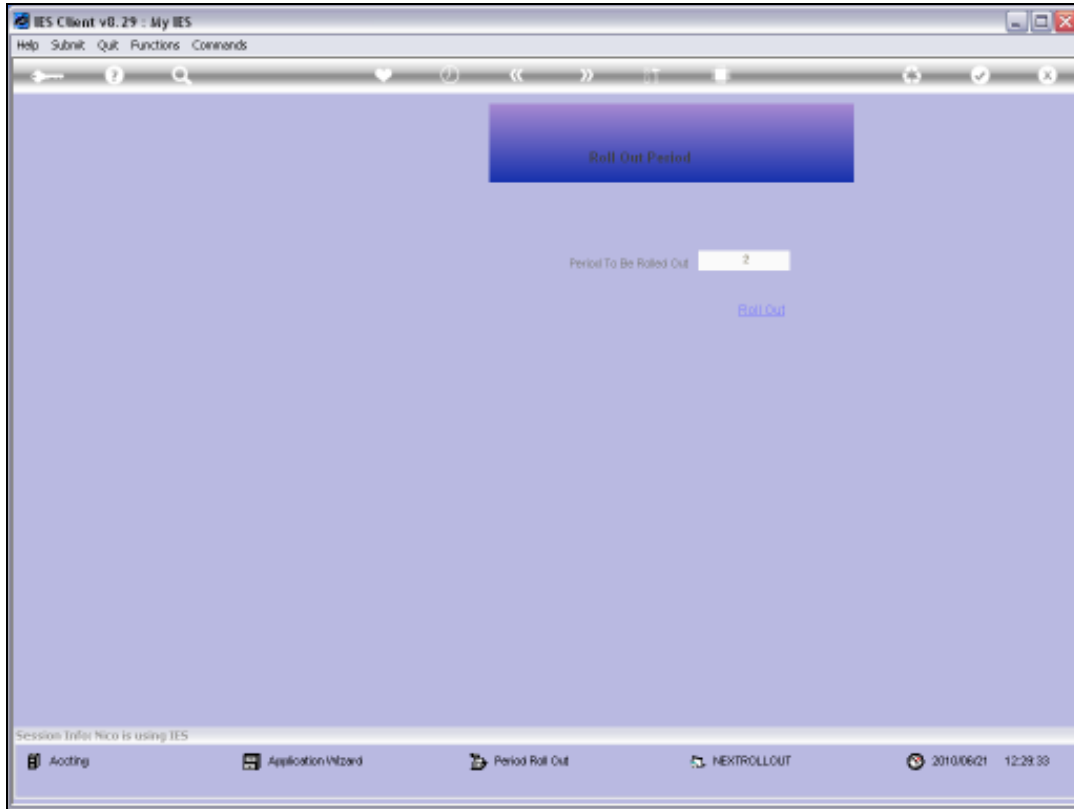 IES Client v8.29 : My IES
Help Submit Quit Functions Commands
Roll Out Period
Period To Be Rolled Out 2
Roll Out
Session Info: Nico is using IES
Accting Application Wizard Period Roll Out NEXTROLLOUT 2010/06/21 12:29:33